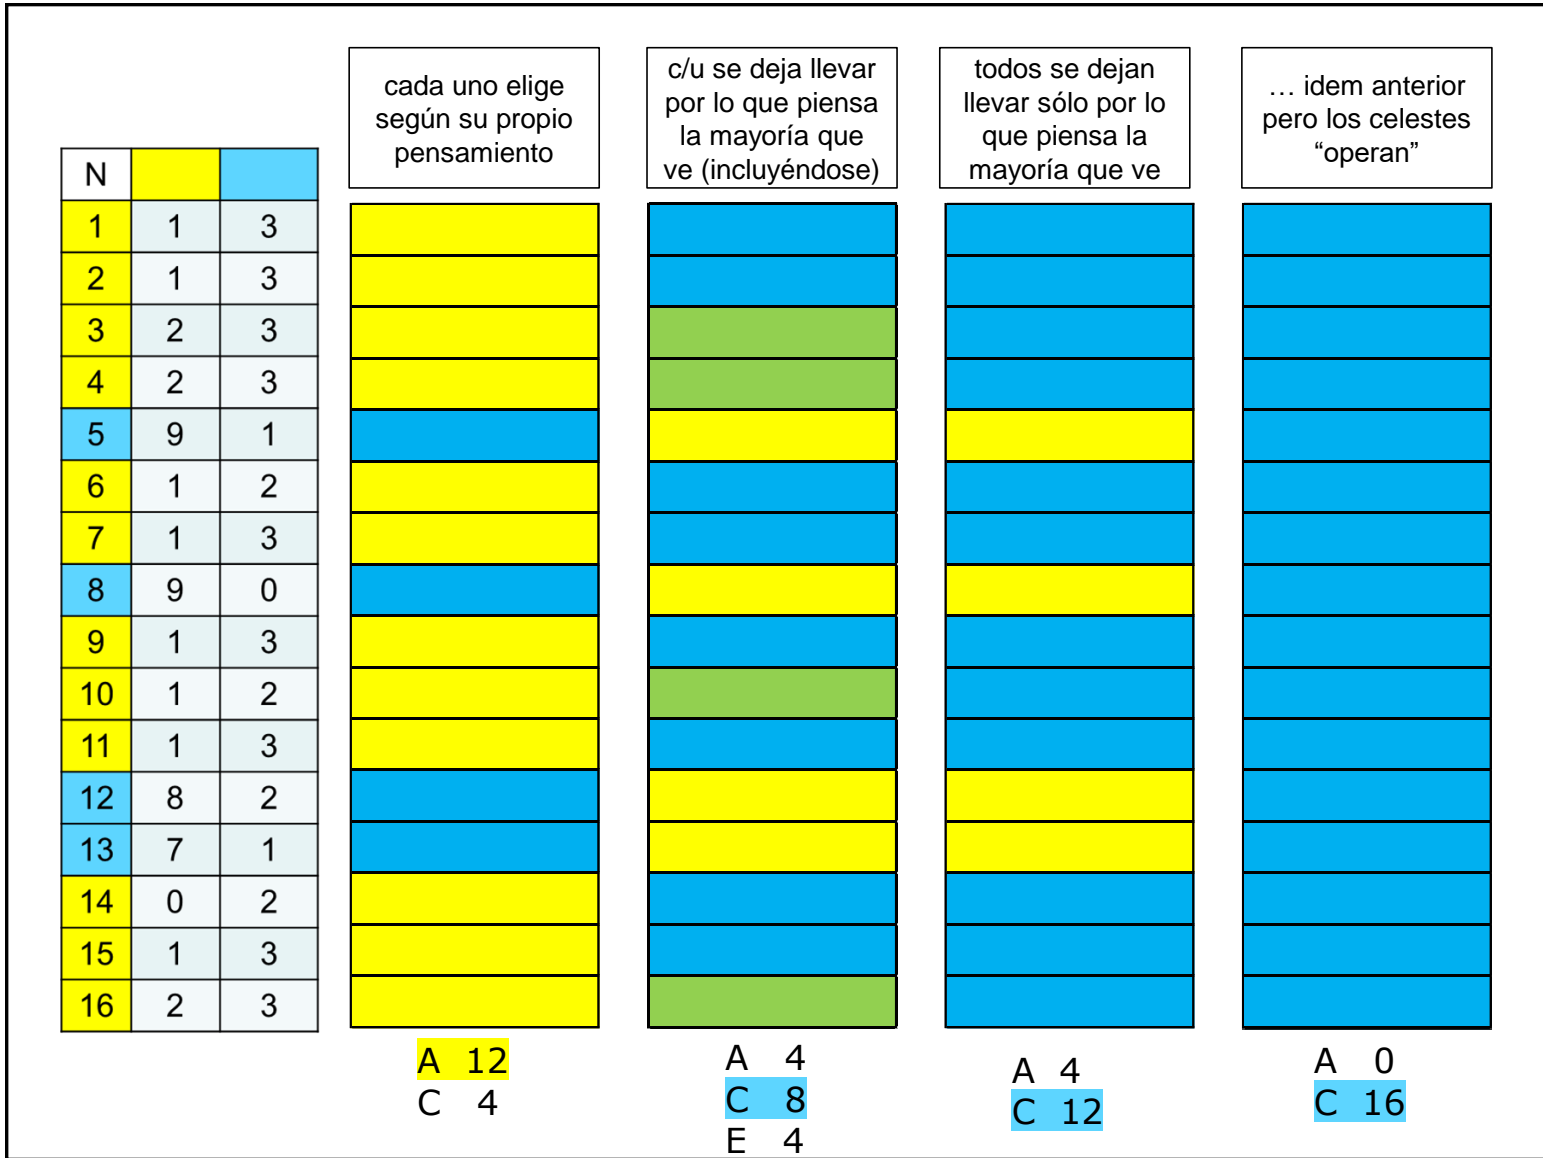 cada uno elige
según su propio
pensamiento
c/u se deja llevar
por lo que piensa
la mayoría que
ve (incluyéndose)
todos se dejan
llevar sólo por lo
que piensa la
mayoría que ve
… idem anterior
pero los celestes
“operan”
N
1 1 3
2 1 3
3 2 3
4 2 3
5 9 1
6 1 2
7 1 3
8 9 0
9 1 3
10 1 2
11 1 3
12 8 2
13 7 1
14 0 2
15 1 3
16 2 3
A 12
C 4
A 4
C 8
E 4
A 4
C 12
A 0
C 16